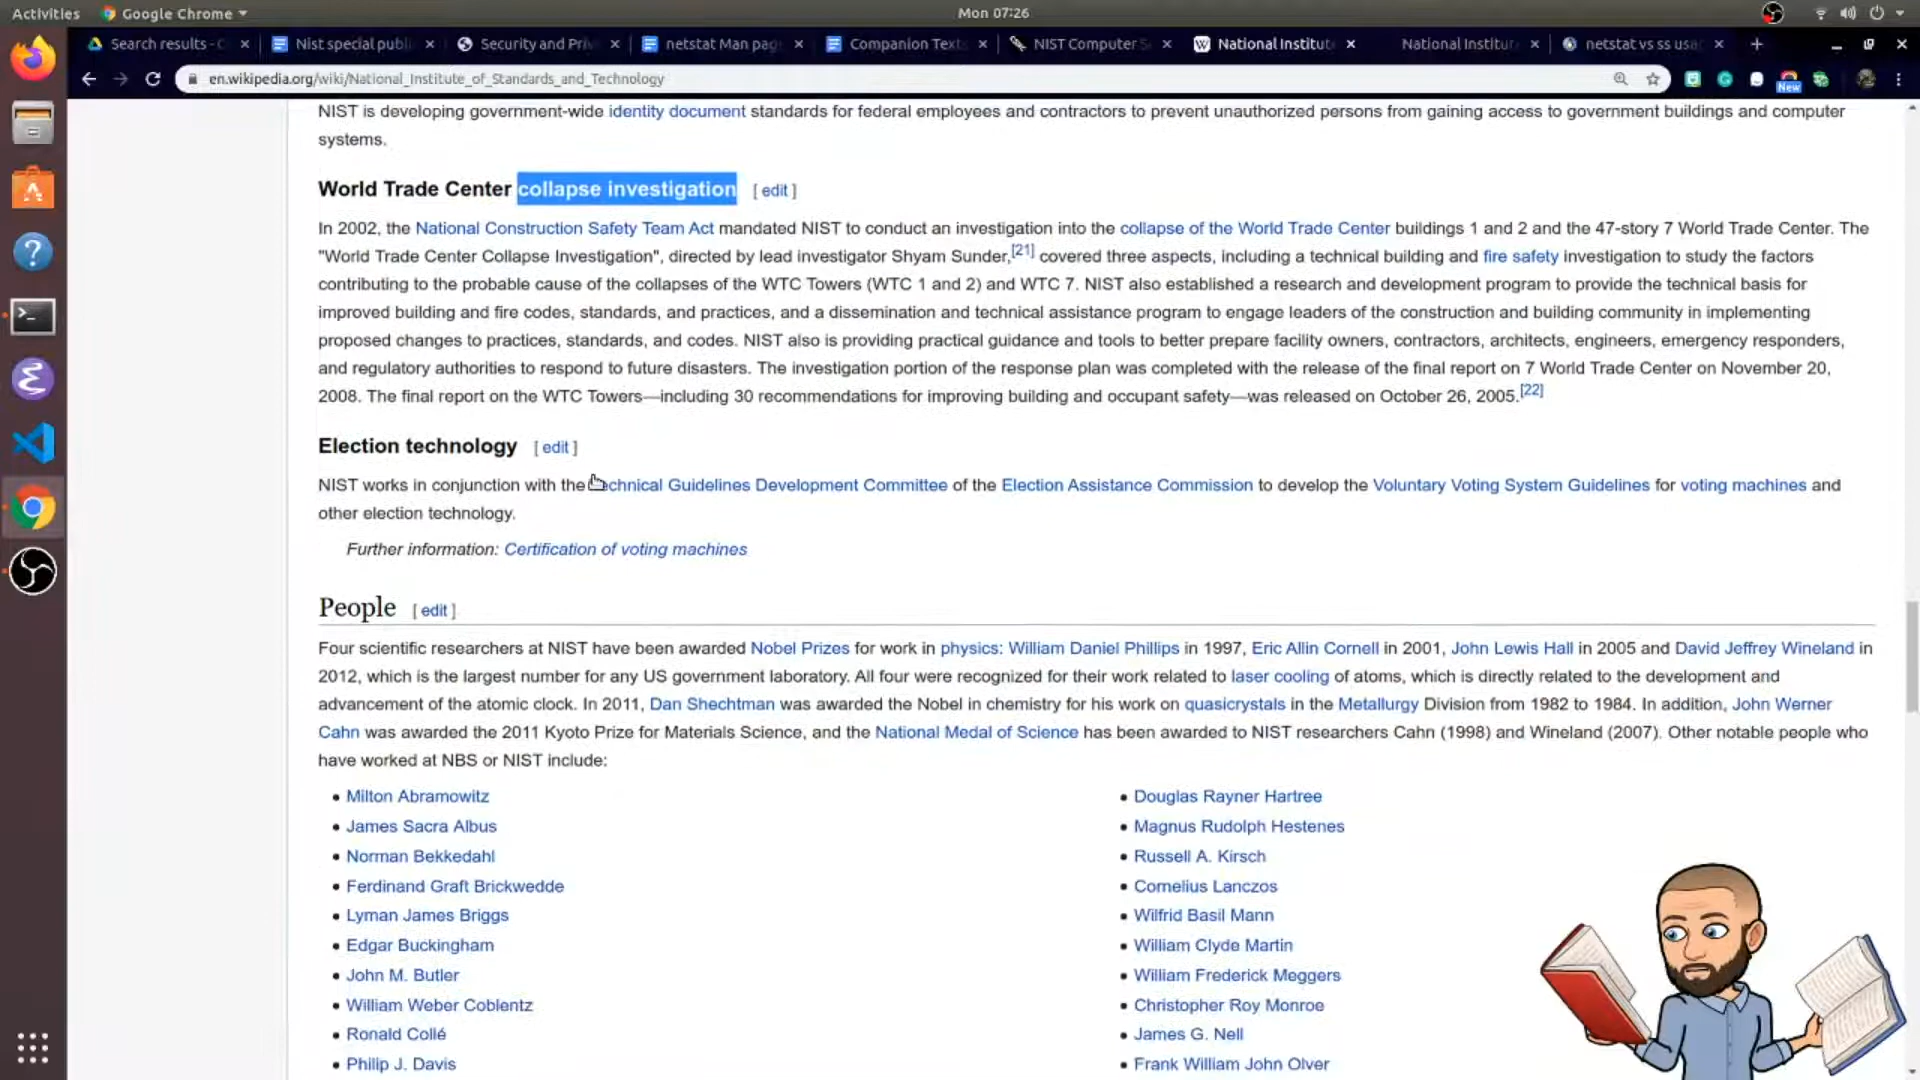 Activities
Google Chrome
Mon 07:26
Search results - C
Nist special publi
Security and Priv
netstat Man pag
Companion Texts
NIST Computer S
National Institut
National Institut
netstat vs ss usa
en.wikipedia.org/wiki/National_Institute_of_Standards_and_Technology
New
NIST is developing government-wide identity document standards for federal employees and contractors to prevent unauthorized persons from gaining access to government buildings and computer
systems.
World Trade Center collapse investigation [ edit ]
In 2002, the National Construction Safety Team Act mandated NIST to conduct an investigation into the collapse of the World Trade Center buildings 1 and 2 and the 47-story 7 World Trade Center. The
"World Trade Center Collapse Investigation", directed by lead investigator Shyam Sunder,[21] covered three aspects, including a technical building and fire safety investigation to study the factors
contributing to the probable cause of the collapses of the WTC Towers (WTC 1 and 2) and WTC 7. NIST also established a research and development program to provide the technical basis for
improved building and fire codes, standards, and practices, and a dissemination and technical assistance program to engage leaders of the construction and building community in implementing
proposed changes to practices, standards, and codes. NIST also is providing practical guidance and tools to better prepare facility owners, contractors, architects, engineers, emergency responders,
and regulatory authorities to respond to future disasters. The investigation portion of the response plan was completed with the release of the final report on 7 World Trade Center on November 20,
2008. The final report on the WTC Towers—including 30 recommendations for improving building and occupant safety—was released on October 26, 2005.[22]
Election technology [ edit ]
NIST works in conjunction with the Technical Guidelines Development Committee of the Election Assistance Commission to develop the Voluntary Voting System Guidelines for voting machines and
other election technology.
Further information: Certification of voting machines
People [ edit ]
Four scientific researchers at NIST have been awarded Nobel Prizes for work in physics: William Daniel Phillips in 1997, Eric Allin Cornell in 2001, John Lewis Hall in 2005 and David Jeffrey Wineland in
2012, which is the largest number for any US government laboratory. All four were recognized for their work related to laser cooling of atoms, which is directly related to the development and
advancement of the atomic clock. In 2011, Dan Shechtman was awarded the Nobel in chemistry for his work on quasicrystals in the Metallurgy Division from 1982 to 1984. In addition, John Werner
Cahn was awarded the 2011 Kyoto Prize for Materials Science, and the National Medal of Science has been awarded to NIST researchers Cahn (1998) and Wineland (2007). Other notable people who
have worked at NBS or NIST include:
• Milton Abramowitz
• James Sacra Albus
• Norman Bekkedahl
• Ferdinand Graft Brickwedde
• Lyman James Briggs
• Edgar Buckingham
• John M. Butler
• William Weber Coblentz
• Ronald Collé
• Philip J. Davis
• Douglas Rayner Hartree
• Magnus Rudolph Hestenes
• Russell A. Kirsch
• Cornelius Lanczos
• Wilfrid Basil Mann
• William Clyde Martin
• William Frederick Meggers
• Christopher Roy Monroe
• James G. Nell
• Frank William John Olver